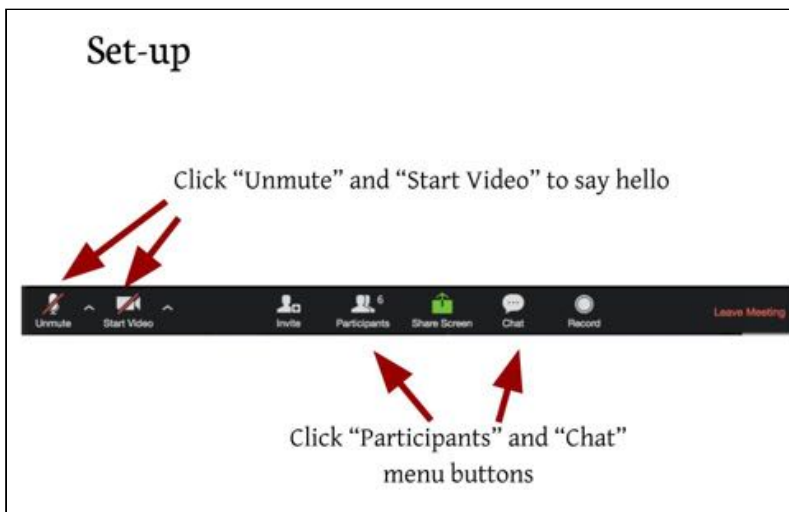 Set-up
Click “Unmute” and “Start Video” to say hello
6
Unmute
Start Video
Invite
Participants
Share Screen
Chat
Record
Leave Meeting
Click “Participants” and “Chat”
menu buttons